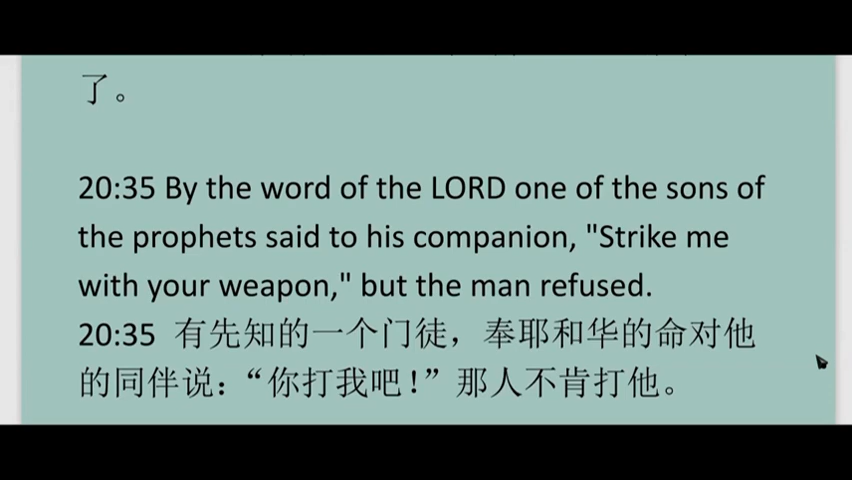 了。
20:35 By the word of the LORD one of the sons of
the prophets said to his companion, "Strike me
with your weapon," but the man refused.
20:35 有先知的一个门徒，奉耶和华的命对他
的同伴说：“你打我吧！”那人不肯打他。